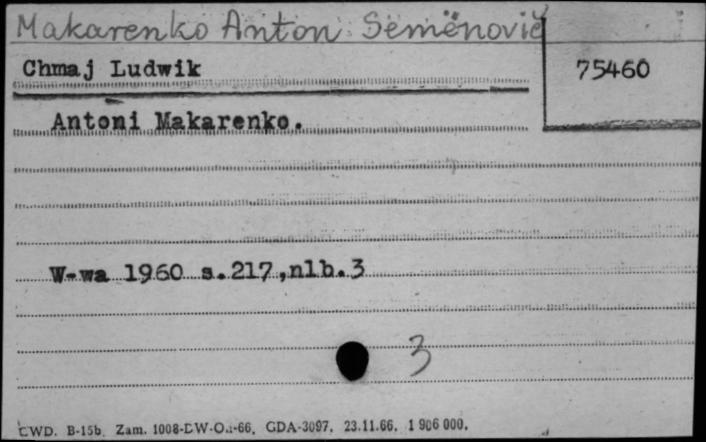 Makarenko Anton Semënovič
Chmaj Ludwik
75460
Antoni Makarenko.
W-wa 1960 s.217,nlb.3
3
CWD. B-15b. Zam. 1008-DW-Ou-66. GDA-3097. 23.11.66. 1 906 000.